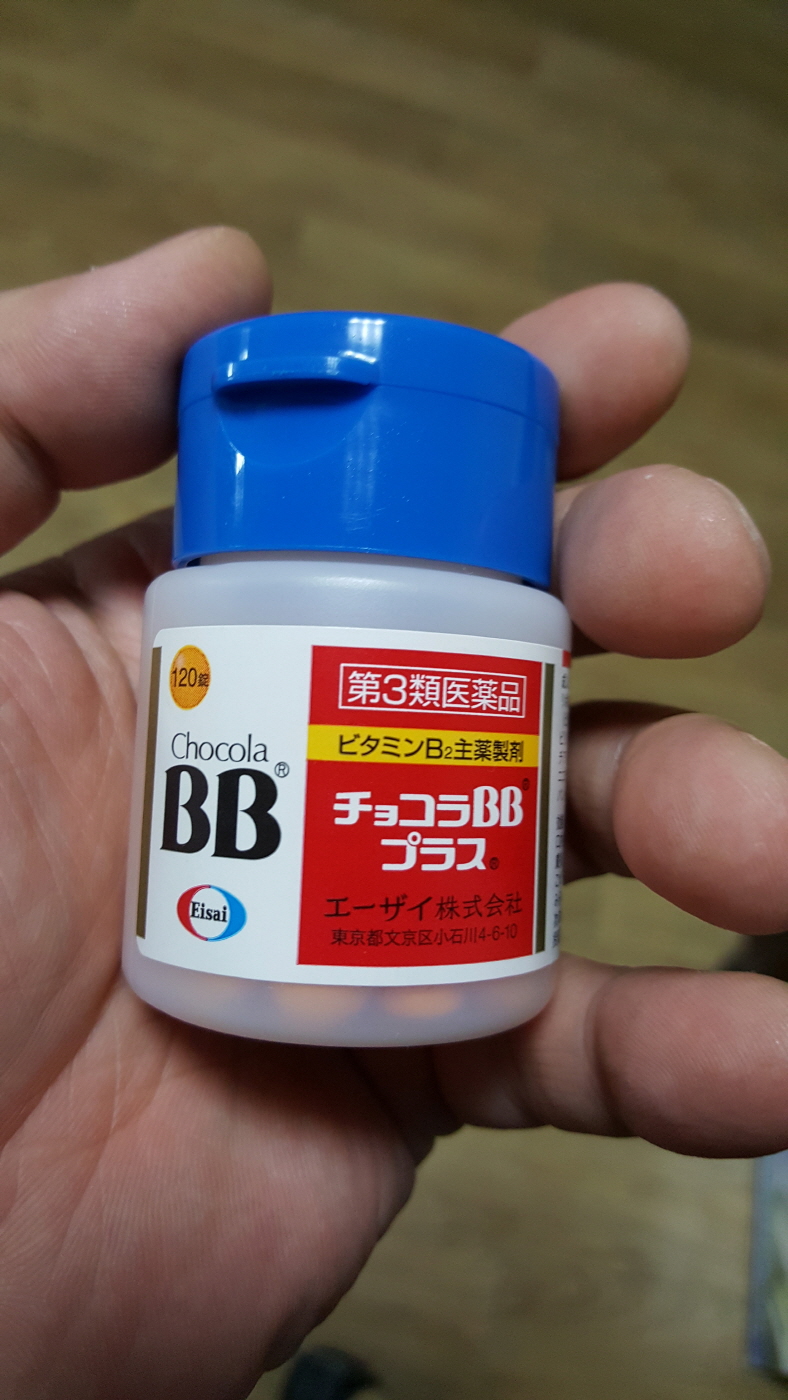 120錠
Chocola
BB®
Eisai
第3類医薬品
ビタミンB₂主薬製剤
チョコラBB®
プラス®
エーザイ株式会社
東京都文京区小石川4-6-10